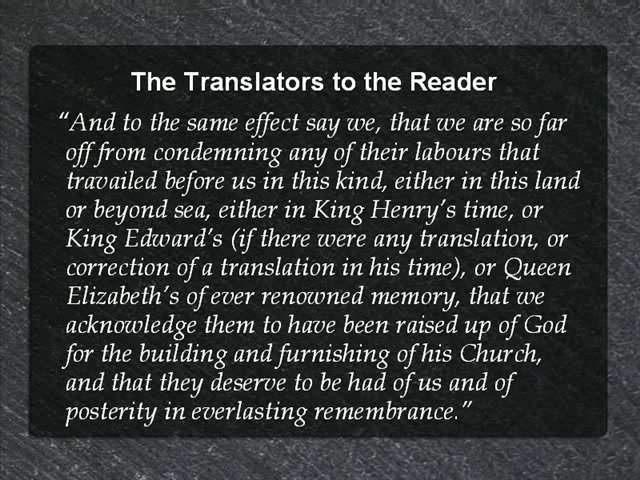 The Translators to the Reader
“And to the same effect say we, that we are so far
off from condemning any of their labours that
travailed before us in this kind, either in this land
or beyond sea, either in King Henry’s time, or
King Edward’s (if there were any translation, or
correction of a translation in his time), or Queen
Elizabeth’s of ever renowned memory, that we
acknowledge them to have been raised up of God
for the building and furnishing of his Church,
and that they deserve to be had of us and of
posterity in everlasting remembrance.”